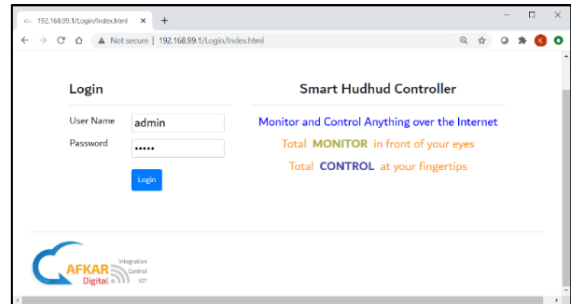 192.168.99.1/Login/Index.html
Not secure | 192.168.99.1/Login/Index.html
K
Login
User Name admin
Password •••••
Login
Smart Hudhud Controller
Monitor and Control Anything over the Internet
Total MONITOR in front of your eyes
Total CONTROL at your fingertips
AFKAR
Digital
Integration
Control
IOT